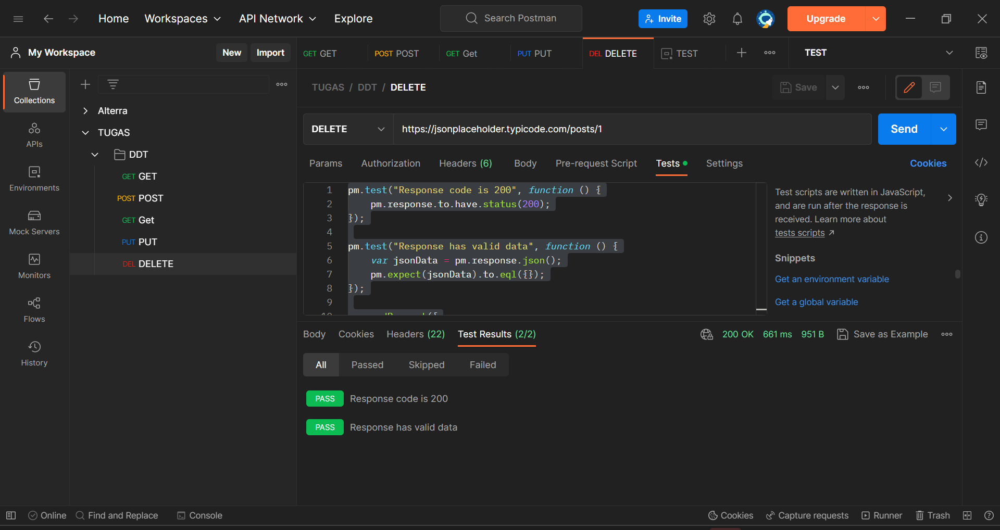 Home Workspaces API Network Explore Search Postman Invite Upgrade
My Workspace New Import GET GET POST POST GET Get PUT PUT DEL DELETE TEST TEST
Collections
APIs
Environments
Mock Servers
Monitors
Flows
History
Alterra
TUGAS
DDT
GET GET
POST POST
GET Get
PUT PUT
DEL DELETE
TUGAS / DDT / DELETE Save
DELETE https://jsonplaceholder.typicode.com/posts/1 Send
Params Authorization Headers (6) Body Pre-request Script Tests Settings Cookies
1 pm.test("Response code is 200", function () {
2 pm.response.to.have.status(200);
3 });
4
5 pm.test("Response has valid data", function () {
6 var jsonData = pm.response.json();
7 pm.expect(jsonData).to.eql({});
8 });
9
Test scripts are written in JavaScript,
and are run after the response is
received. Learn more about
tests scripts ↗
Snippets
Get an environment variable
Get a global variable
Body Cookies Headers (22) Test Results (2/2) 200 OK 661 ms 951 B Save as Example
All Passed Skipped Failed
PASS Response code is 200
PASS Response has valid data
Online Find and Replace Console Cookies Capture requests Runner Trash